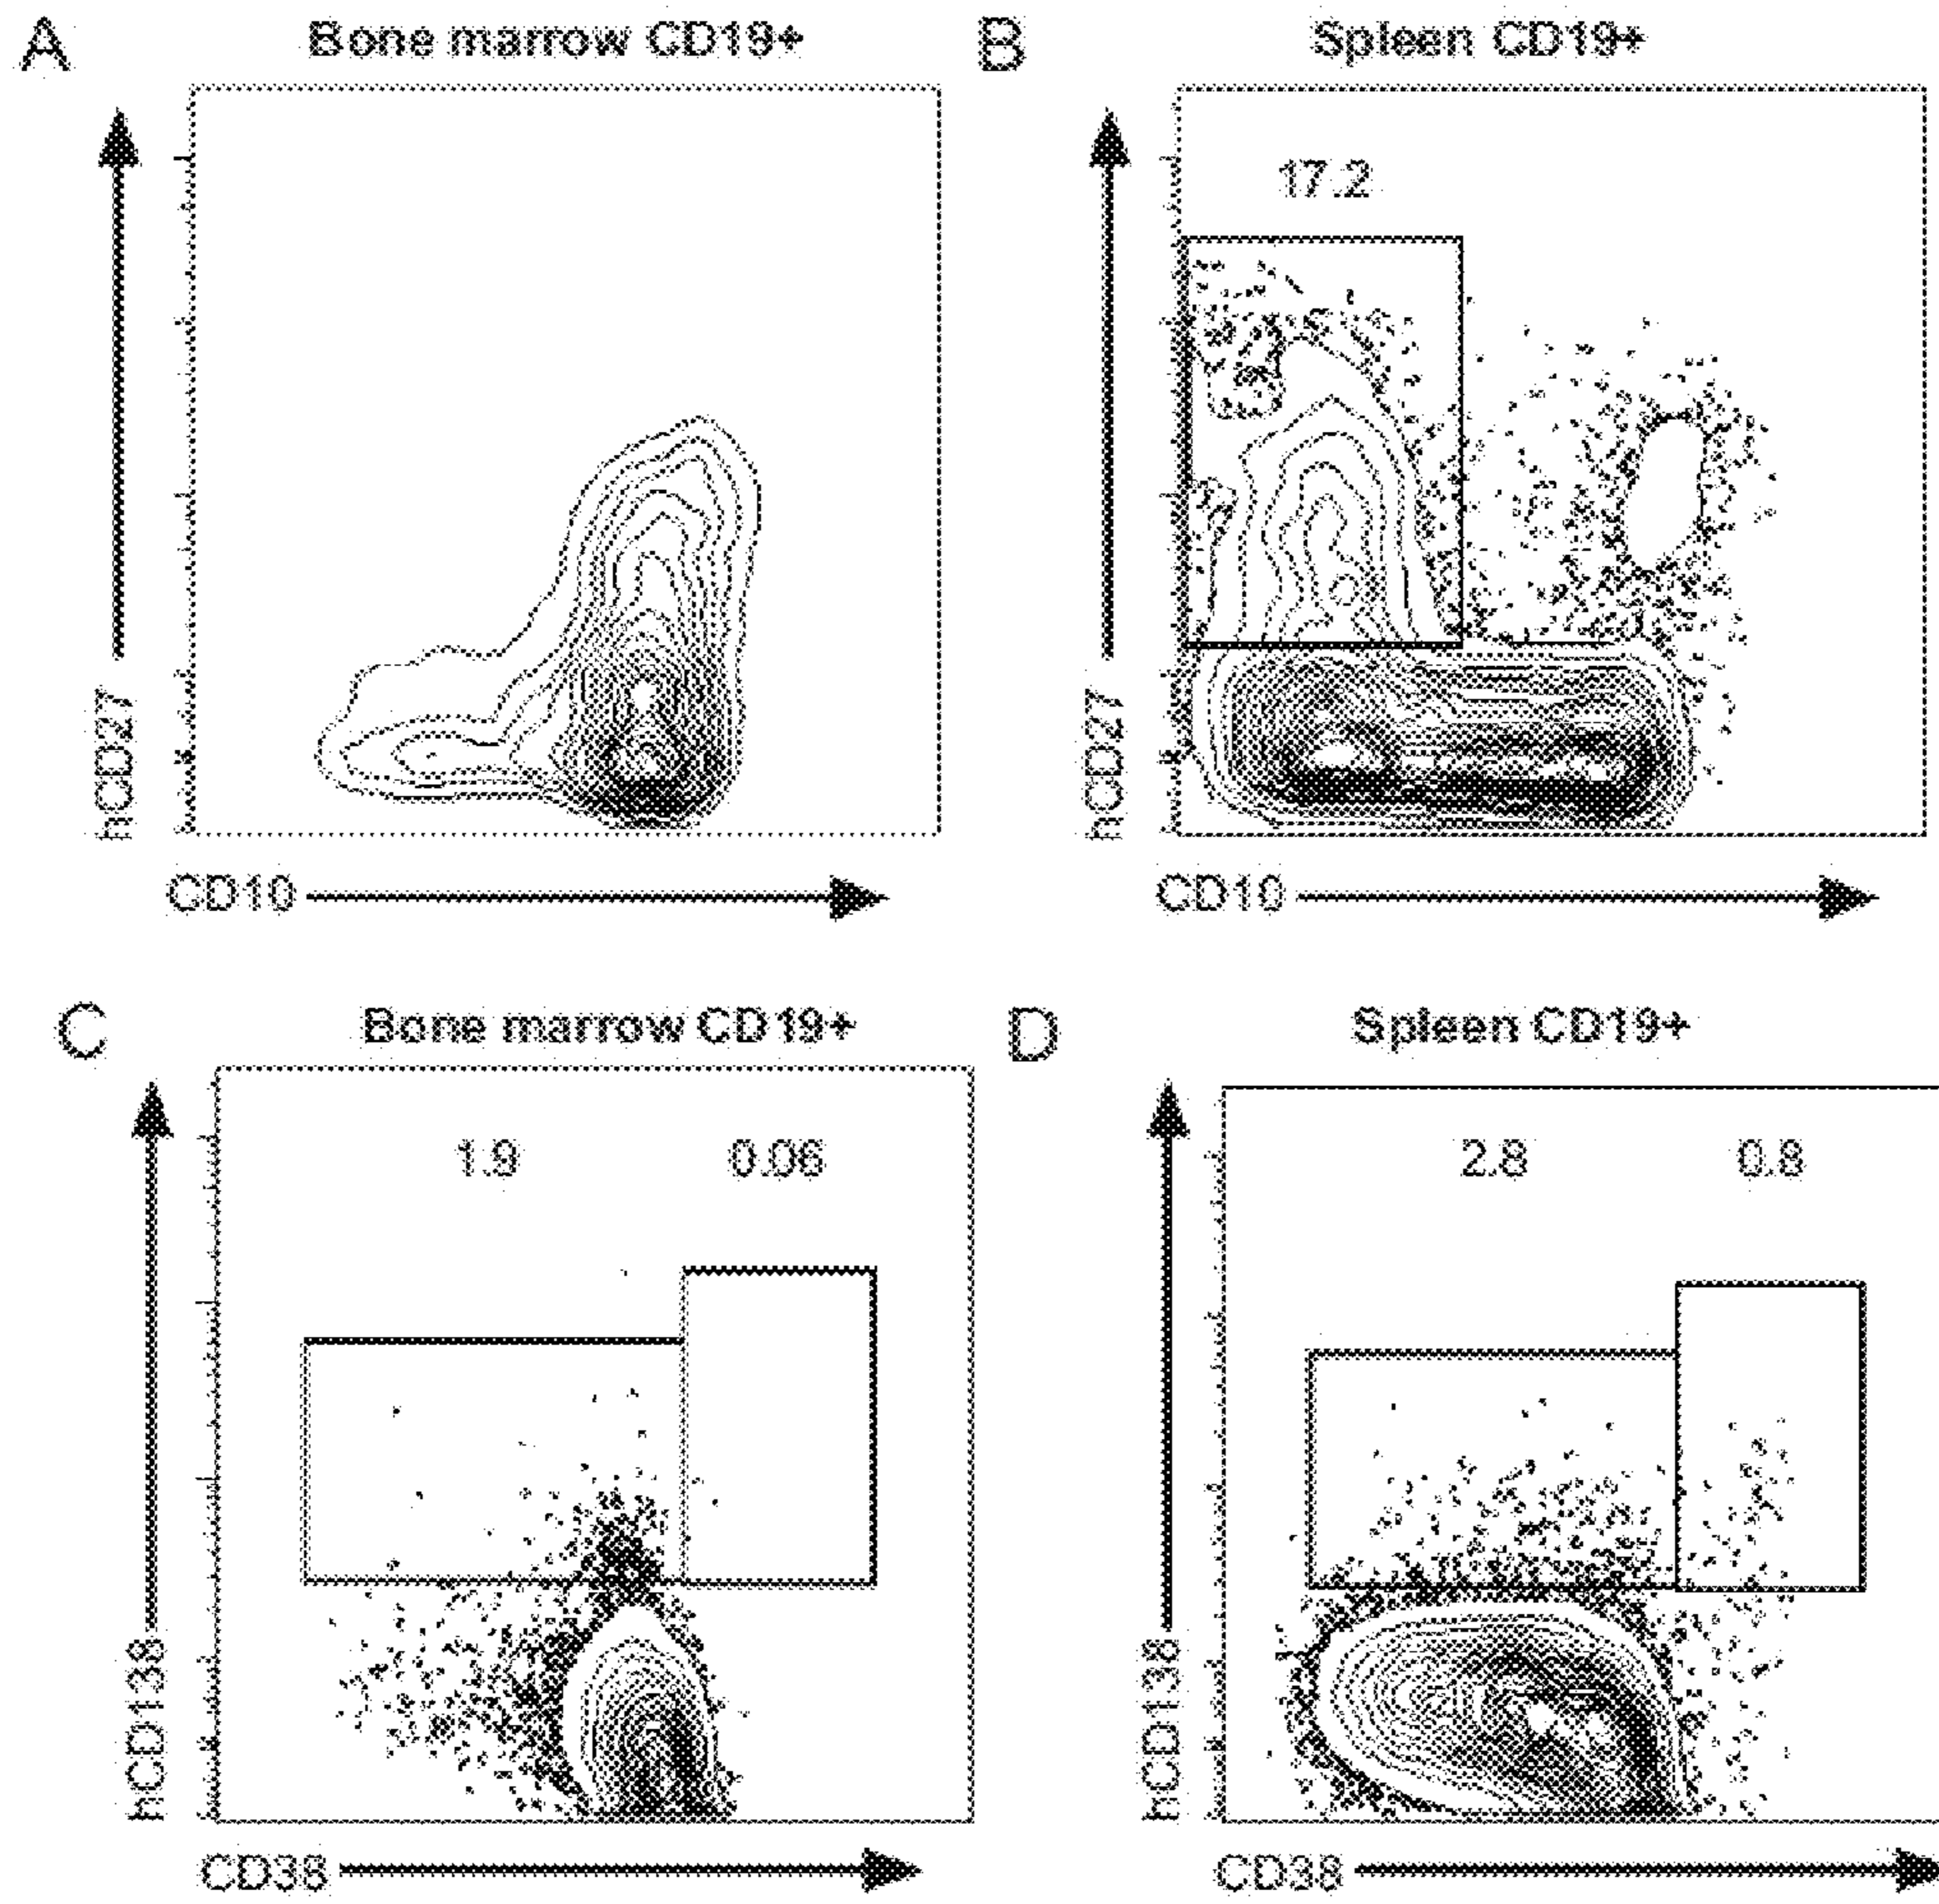 A
Bone marrow CD19+
hCD27
CD10
B
Spleen CD19+
17.2
hCD27
CD10
C
Bone marrow CD19+
1.9 0.06
hCD138
CD38
D
Spleen CD19+
2.8 0.8
hCD138
CD38